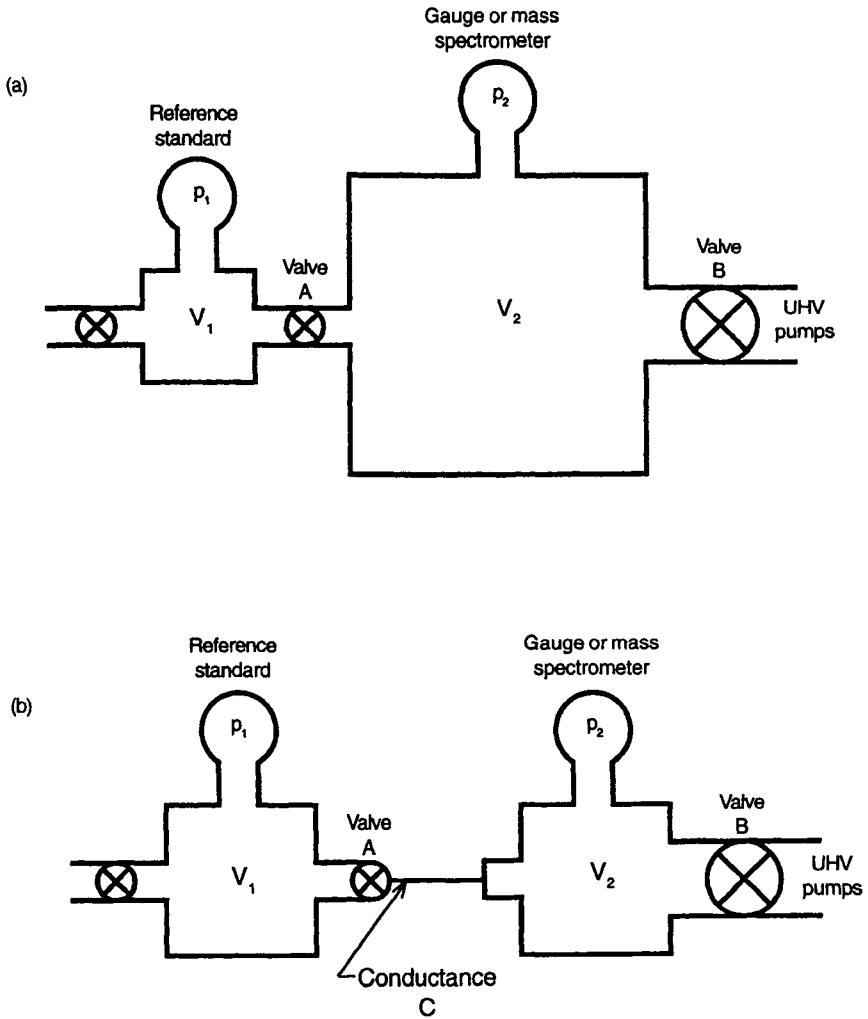 (a)
Gauge or mass
spectrometer
p₂
Reference
standard
p₁
Valve
A
V₁
V₂
Valve
B
UHV
pumps
(b)
Reference
standard
p₁
Gauge or mass
spectrometer
p₂
Valve
A
V₁
V₂
Valve
B
UHV
pumps
Conductance
C